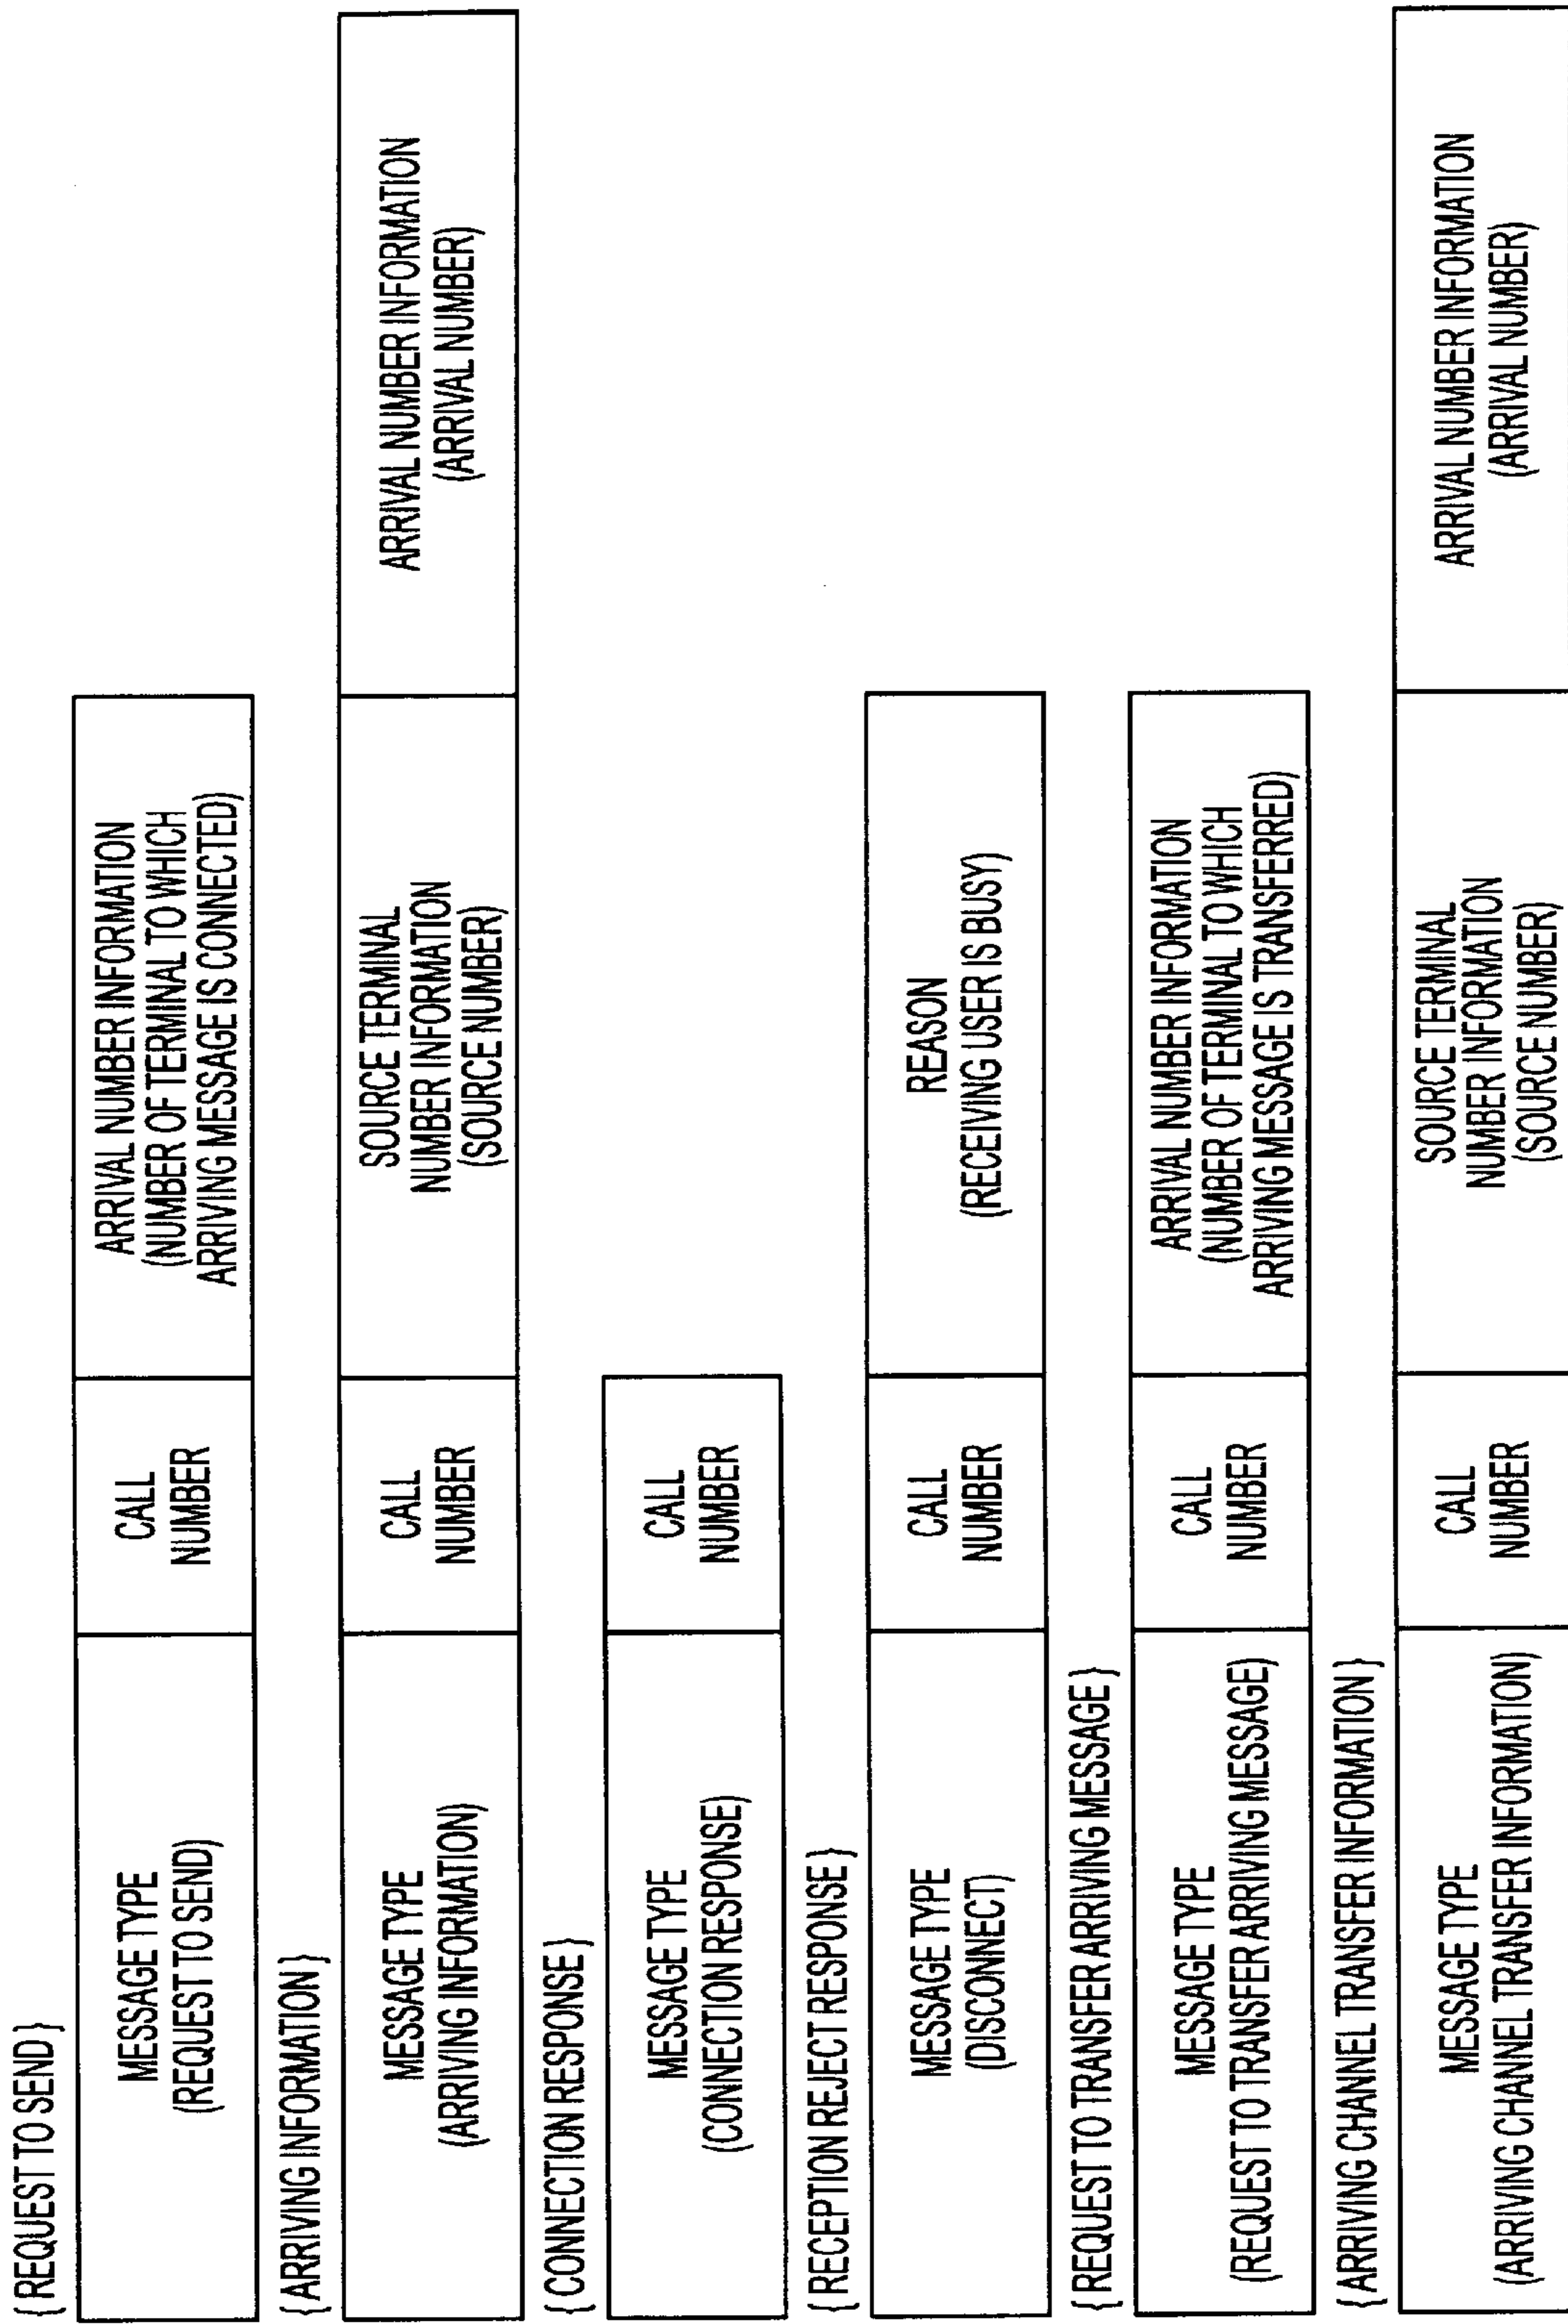 { REQUEST TO SEND }
MESSAGE TYPE
(REQUEST TO SEND)
CALL
NUMBER
ARRIVAL NUMBER INFORMATION
(NUMBER OF TERMINAL TO WHICH
ARRIVING MESSAGE IS CONNECTED)
{ ARRIVING INFORMATION }
MESSAGE TYPE
(ARRIVING INFORMATION)
CALL
NUMBER
SOURCE TERMINAL
NUMBER INFORMATION
(SOURCE NUMBER)
ARRIVAL NUMBER INFORMATION
(ARRIVAL NUMBER)
{ CONNECTION RESPONSE }
MESSAGE TYPE
(CONNECTION RESPONSE)
CALL
NUMBER
{ RECEPTION REJECT RESPONSE }
MESSAGE TYPE
(DISCONNECT)
CALL
NUMBER
REASON
(RECEIVING USER IS BUSY)
{ REQUEST TO TRANSFER ARRIVING MESSAGE }
MESSAGE TYPE
(REQUEST TO TRANSFER ARRIVING MESSAGE)
CALL
NUMBER
ARRIVAL NUMBER INFORMATION
(NUMBER OF TERMINAL TO WHICH
ARRIVING MESSAGE IS TRANSFERRED)
{ ARRIVING CHANNEL TRANSFER INFORMATION }
MESSAGE TYPE
(ARRIVING CHANNEL TRANSFER INFORMATION)
CALL
NUMBER
SOURCE TERMINAL
NUMBER INFORMATION
(SOURCE NUMBER)
ARRIVAL NUMBER INFORMATION
(ARRIVAL NUMBER)